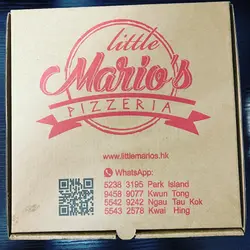 little
Mario's
PIZZERIA
www.littlemarios.hk
WhatsApp:
5238 3195 Park Island
9458 9077 Kwun Tong
5542 9242 Ngau Tau Kok
5543 2578 Kwai Hing